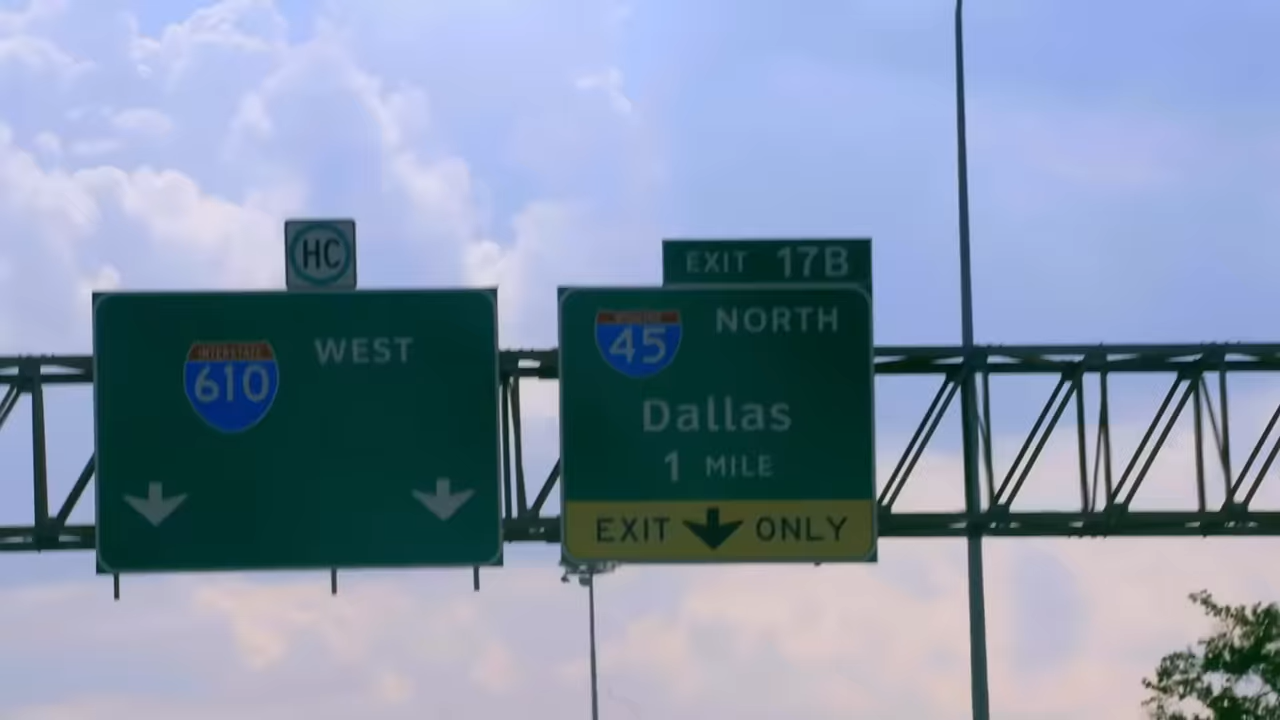 HC
INTERSTATE
610
WEST
EXIT 17B
45
NORTH
Dallas
1 MILE
EXIT ONLY